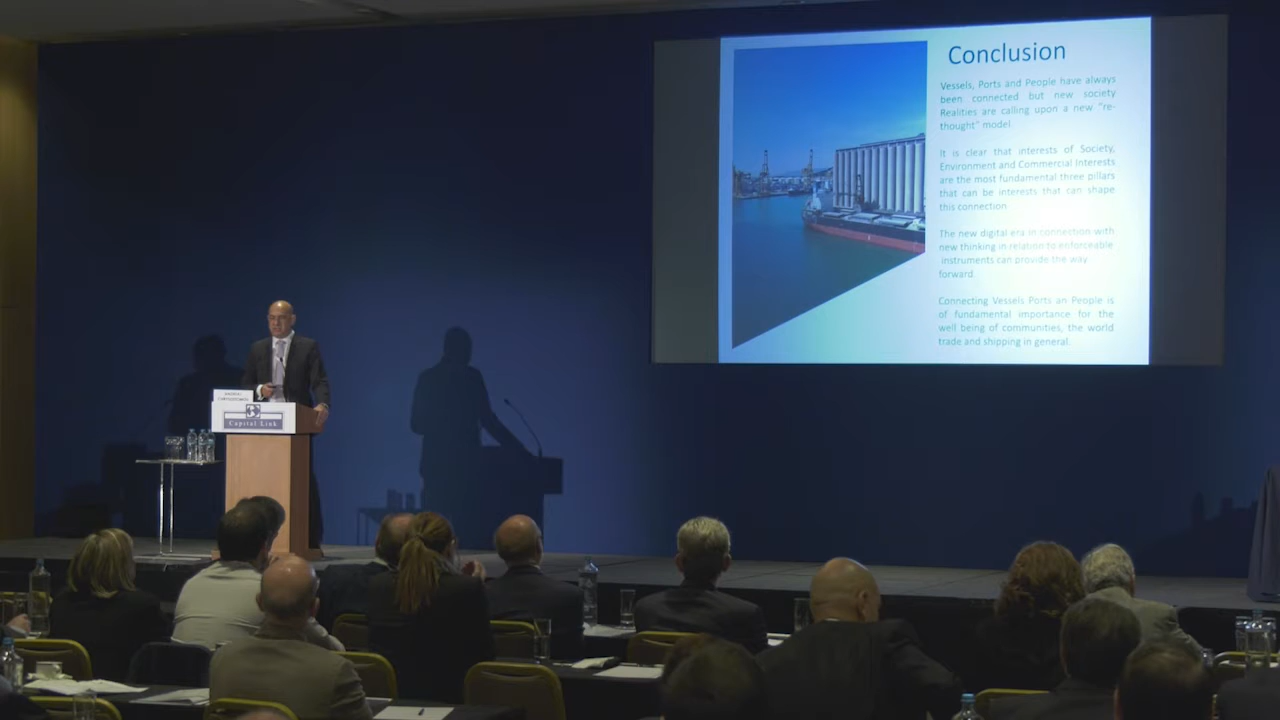 Conclusion
Vessels, Ports and People have always
been connected but new society
Realities are calling upon a new "re-
thought" model.
It is clear that interests of Society,
Environment and Commercial Interests
are the most fundamental three pillars
that can be interests that can shape
this connection
The new digital era in connection with
new thinking in relation to enforceable
instruments can provide the way
forward.
Connecting Vessels Ports an People is
of fundamental importance for the
well being of communities, the world
trade and shipping in general.
Capital Link